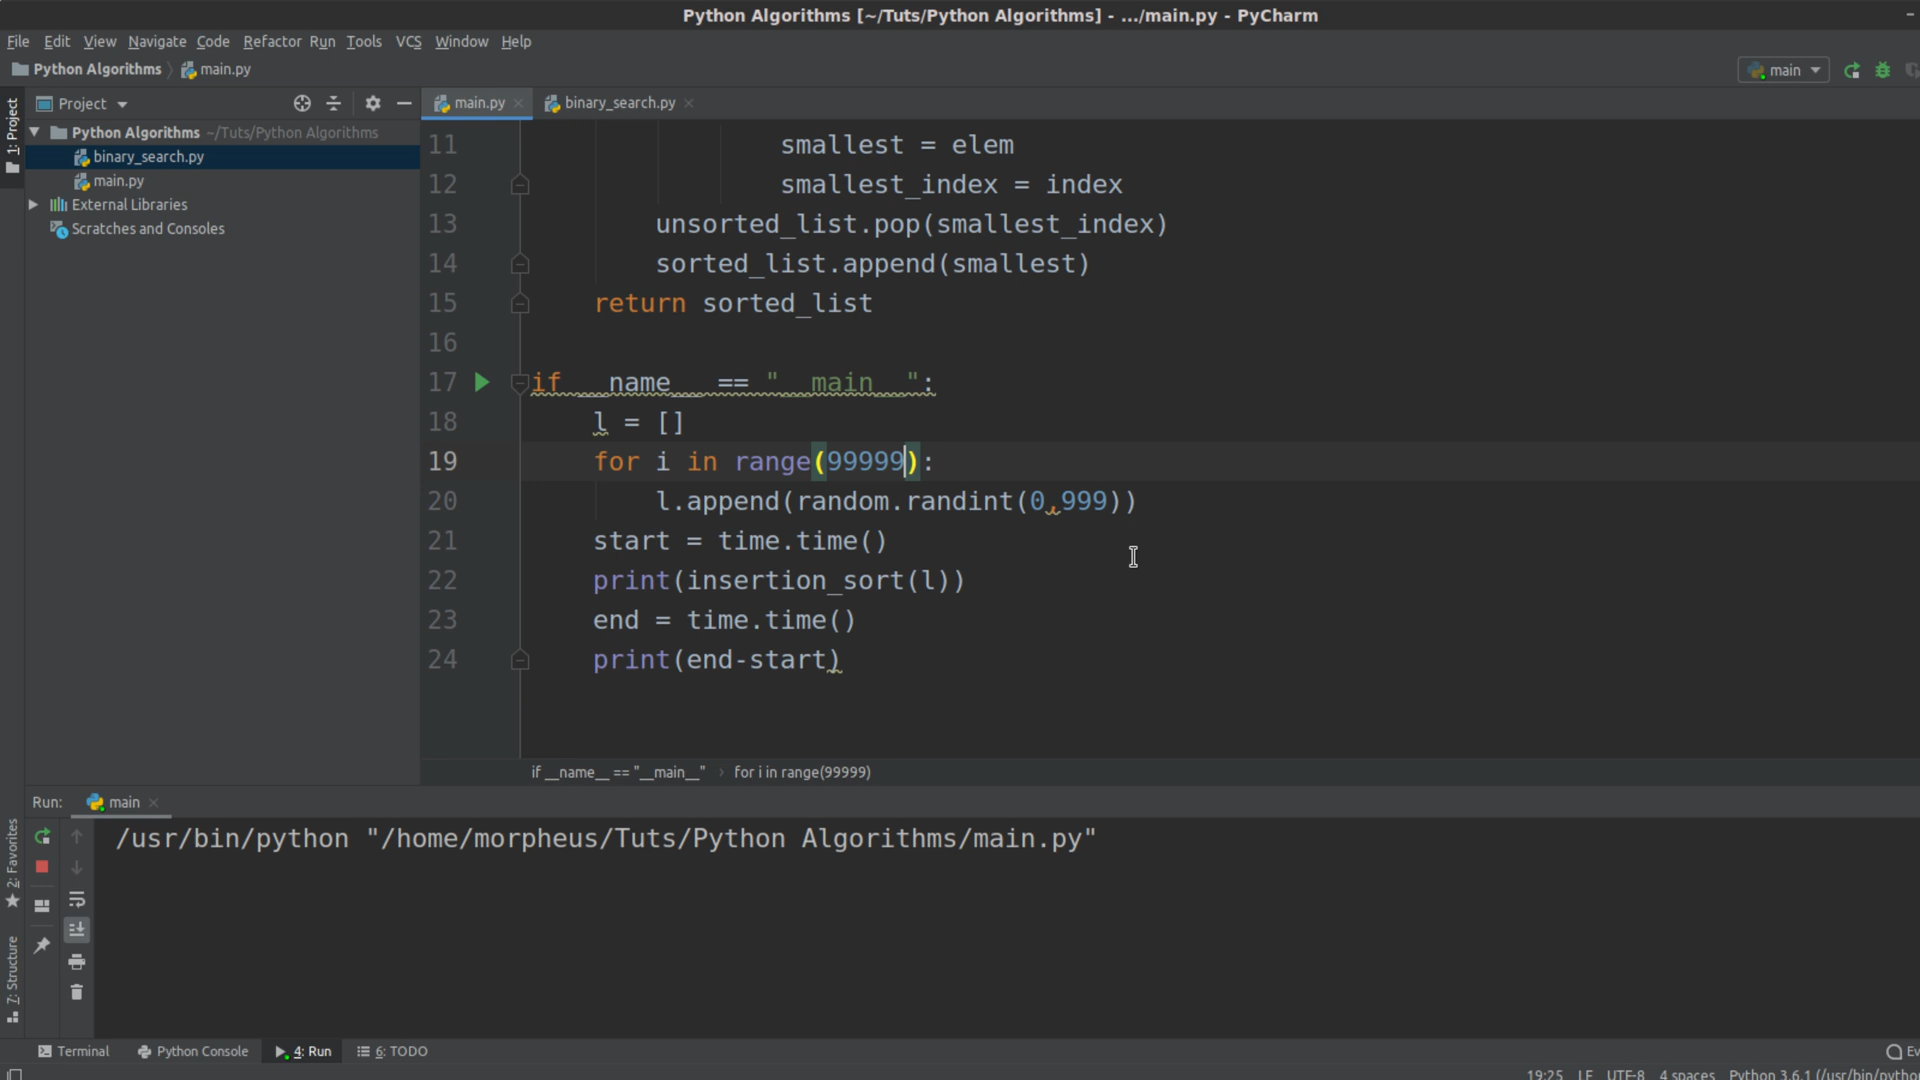 Python Algorithms [~/Tuts/Python Algorithms] - .../main.py - PyCharm
File Edit View Navigate Code Refactor Run Tools VCS Window Help
Python Algorithms main.py main
1: Project
Project
main.py binary_search.py
Python Algorithms ~/Tuts/Python Algorithms
binary_search.py
main.py
External Libraries
Scratches and Consoles
11 smallest = elem
12 smallest_index = index
13 unsorted_list.pop(smallest_index)
14 sorted_list.append(smallest)
15 return sorted_list
16
17 if __name__ == "__main__":
18 l = []
19 for i in range(99999):
20 l.append(random.randint(0,999))
21 start = time.time()
22 print(insertion_sort(l))
23 end = time.time()
24 print(end-start)
if __name__ == "__main__" › for i in range(99999)
Run: main
/usr/bin/python "/home/morpheus/Tuts/Python Algorithms/main.py"
2: Favorites
7: Structure
Terminal Python Console 4: Run 6: TODO Ev
19:25 LF UTF-8 4 spaces Python 3.6.1 (/usr/bin/pytho